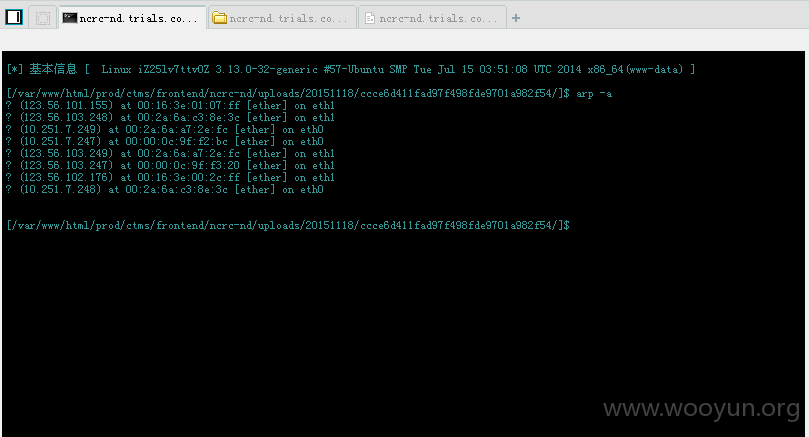 ncrc-nd.trials.co... ncrc-nd.trials.co... ncrc-nd.trials.co...
[*] 基本信息 [ Linux iZ25lv7ttv0Z 3.13.0-32-generic #57-Ubuntu SMP Tue Jul 15 03:51:08 UTC 2014 x86_64(www-data) ]
[/var/www/html/prod/ctms/frontend/ncrc-nd/uploads/20151118/ccce6d411fad97f498fde9701a982f54/]$ arp -a
? (123.56.101.155) at 00:16:3e:01:07:ff [ether] on eth1
? (123.56.103.248) at 00:2a:6a:c3:8e:3c [ether] on eth1
? (10.251.7.249) at 00:2a:6a:a7:2e:fc [ether] on eth0
? (10.251.7.247) at 00:00:0c:9f:f2:bc [ether] on eth0
? (123.56.103.249) at 00:2a:6a:a7:2e:fc [ether] on eth1
? (123.56.103.247) at 00:00:0c:9f:f3:20 [ether] on eth1
? (123.56.102.176) at 00:16:3e:00:2c:ff [ether] on eth1
? (10.251.7.248) at 00:2a:6a:c3:8e:3c [ether] on eth0
[/var/www/html/prod/ctms/frontend/ncrc-nd/uploads/20151118/ccce6d411fad97f498fde9701a982f54/]$
www.wooyun.org